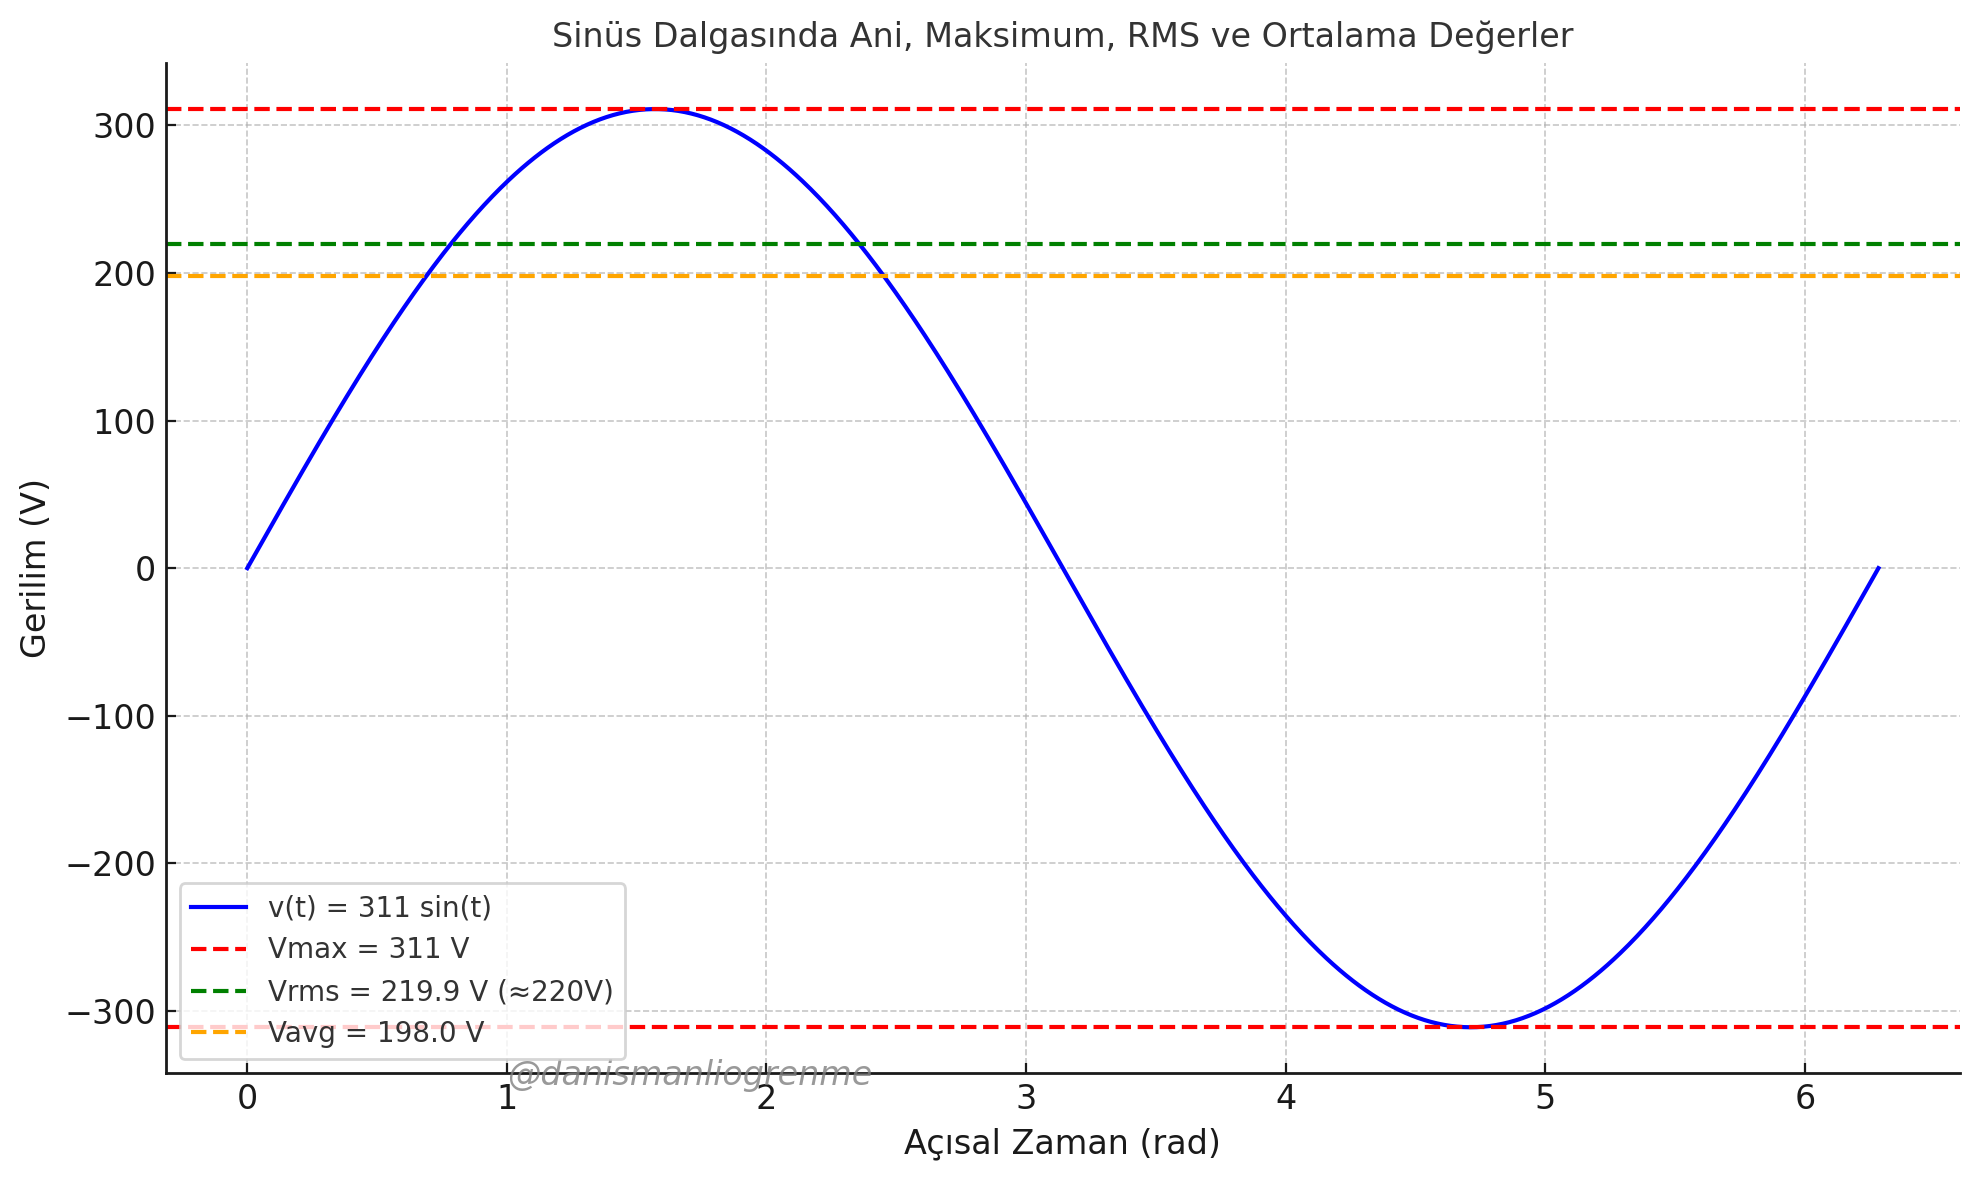 Sinüs Dalgasında Ani, Maksimum, RMS ve Ortalama Değerler
Gerilim (V)
300
200
100
0
−100
−200
−300
v(t) = 311 sin(t)
Vmax = 311 V
Vrms = 219.9 V (≈220V)
Vavg = 198.0 V
@danismanliogrenme
0 1 2 3 4 5 6
Açısal Zaman (rad)